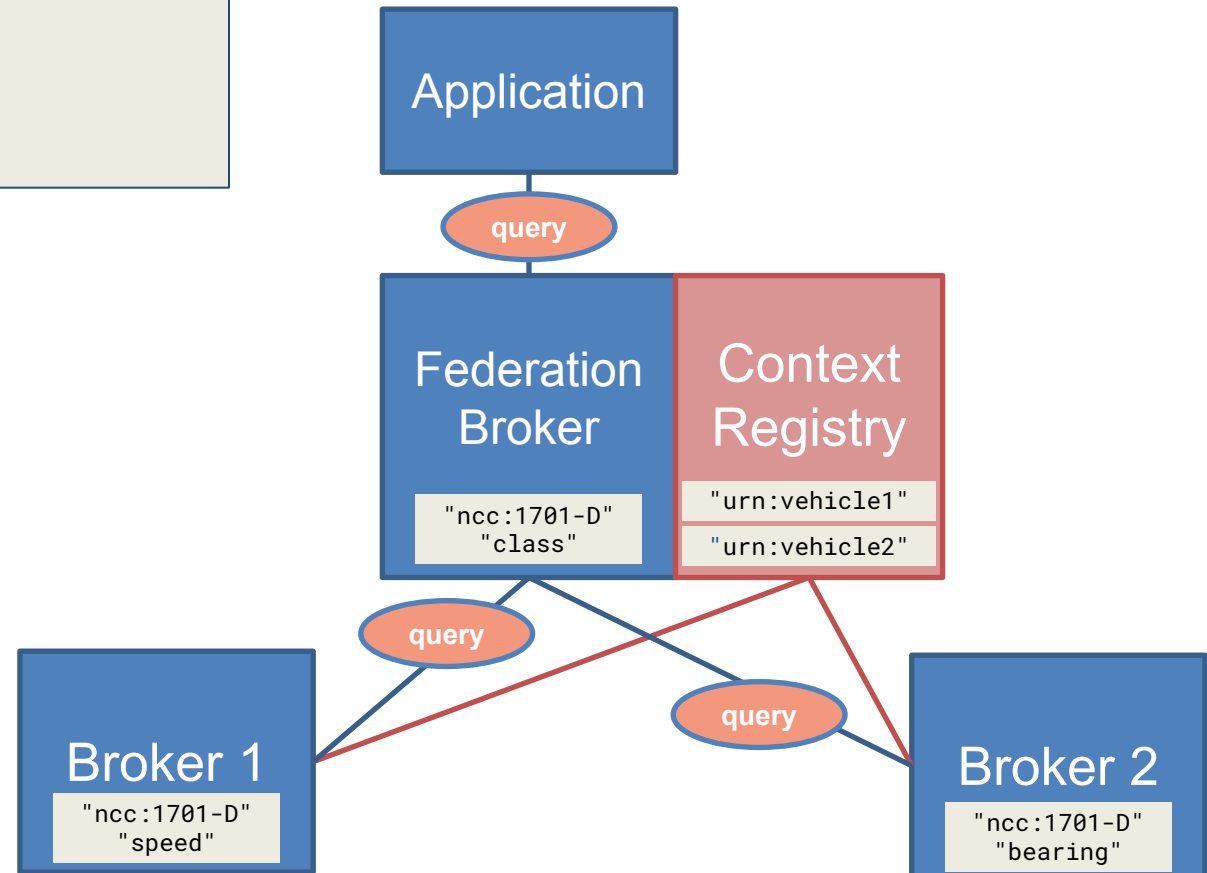 Application
query
Federation
Broker
"ncc:1701-D"
"class"
Context
Registry
"urn:vehicle1"
"urn:vehicle2"
query
query
Broker 1
"ncc:1701-D"
"speed"
Broker 2
"ncc:1701-D"
"bearing"